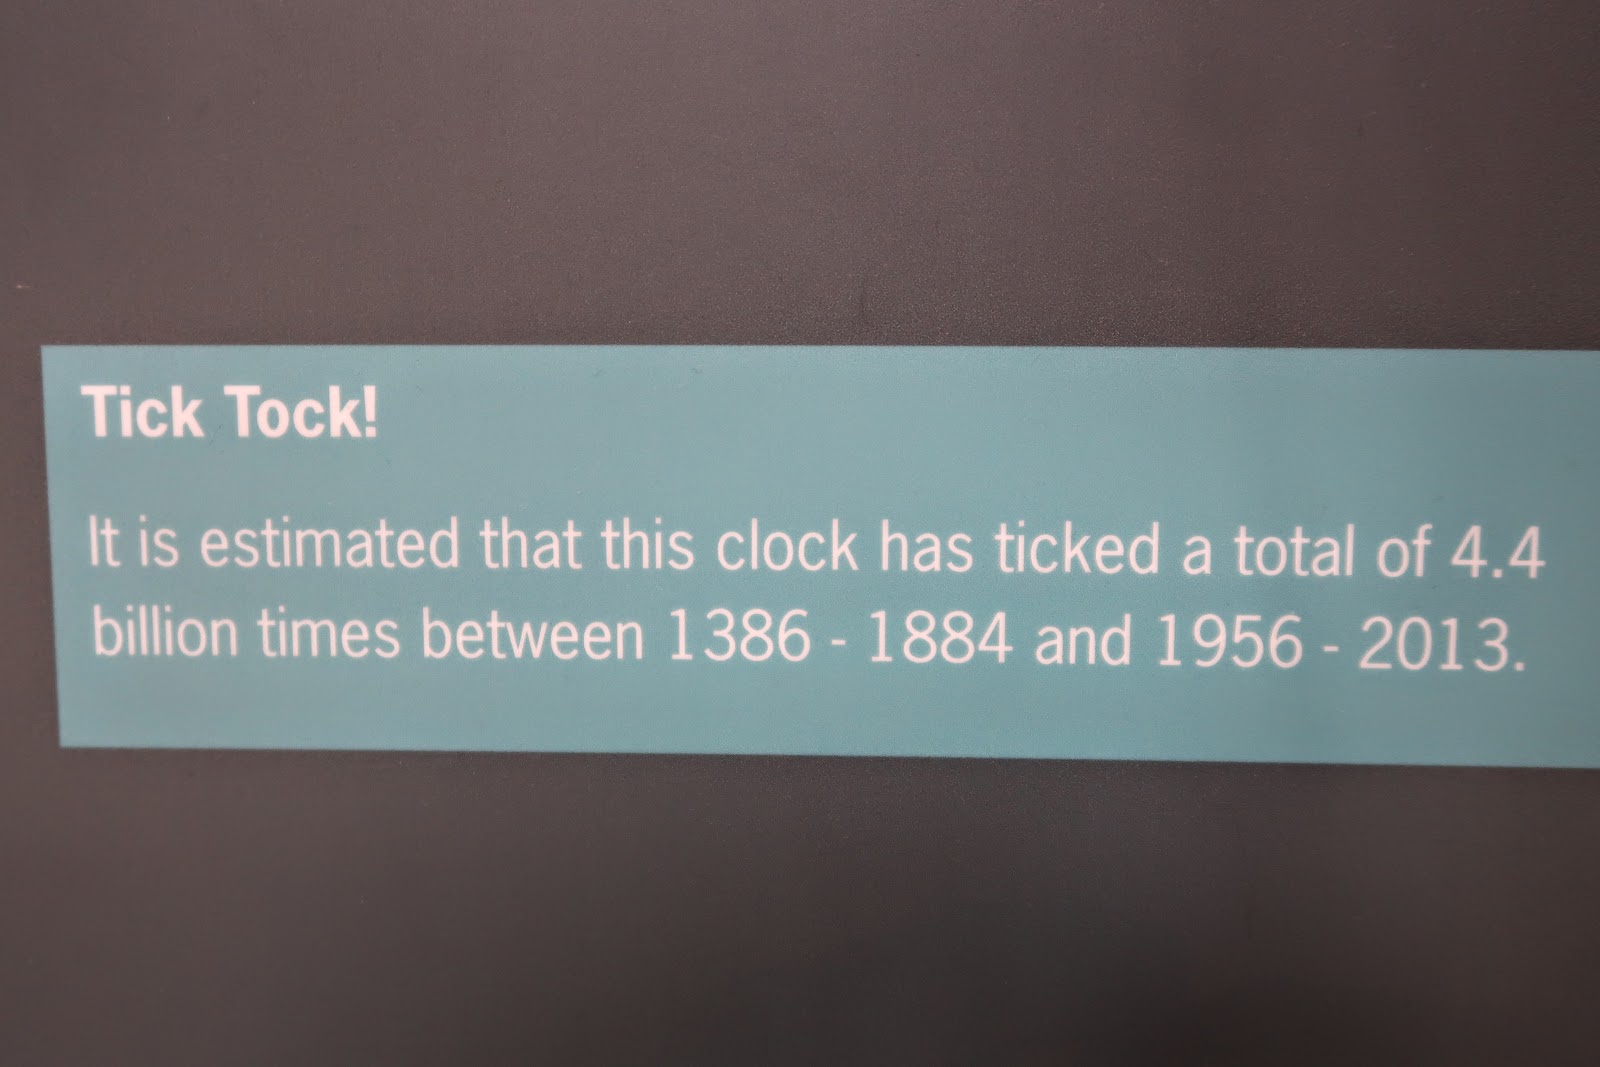 Tick Tock!
It is estimated that this clock has ticked a total of 4.4
billion times between 1386 - 1884 and 1956 - 2013.